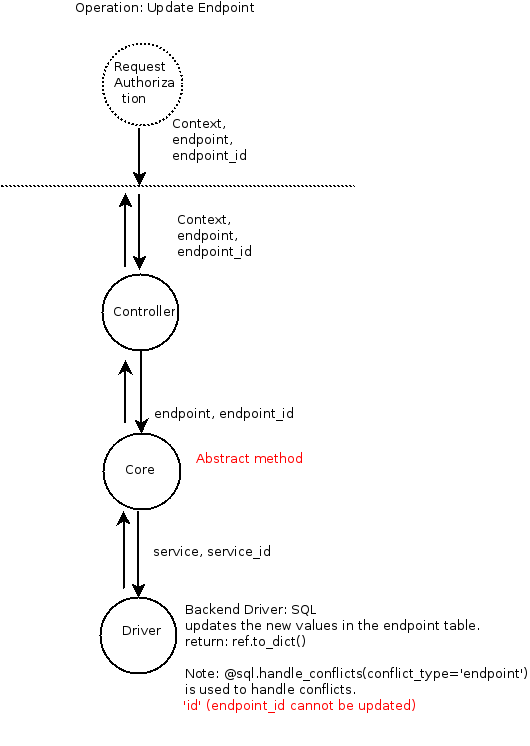 Operation: Update Endpoint
Request
Authoriza
tion
Context,
endpoint,
endpoint_id
Context,
endpoint,
endpoint_id
Controller
endpoint, endpoint_id
Abstract method
Core
service, service_id
Driver
Backend Driver: SQL
updates the new values in the endpoint table.
return: ref.to_dict()
Note: @sql.handle_conflicts(conflict_type='endpoint')
is used to handle conflicts.
'id' (endpoint_id cannot be updated)